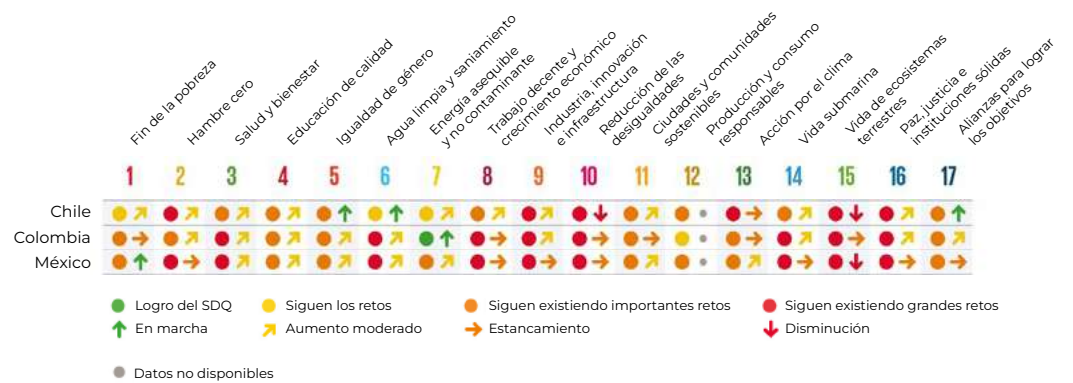 Fin de la pobreza
Hambre cero
Salud y bienestar
Educación de calidad
Igualdad de género
Agua limpia y saniamiento
Energía asequible
y no contaminante
Trabajo decente y
crecimiento económico
Industria, innovación
e infraestructura
Reducción de las
desigualdades
Ciudades y comunidades
sostenibles
Producción y consumo
responsables
Acción por el clima
Vida submarina
Vida de ecosistemas
terrestres
Paz, justicia e
instituciones sólidas
Alianzas para lograr
los objetivos
1 2 3 4 5 6 7 8 9 10 11 12 13 14 15 16 17
Chile
Colombia
México
Logro del SDQ Siguen los retos Siguen existiendo importantes retos Siguen existiendo grandes retos
En marcha Aumento moderado Estancamiento Disminución
Datos no disponibles